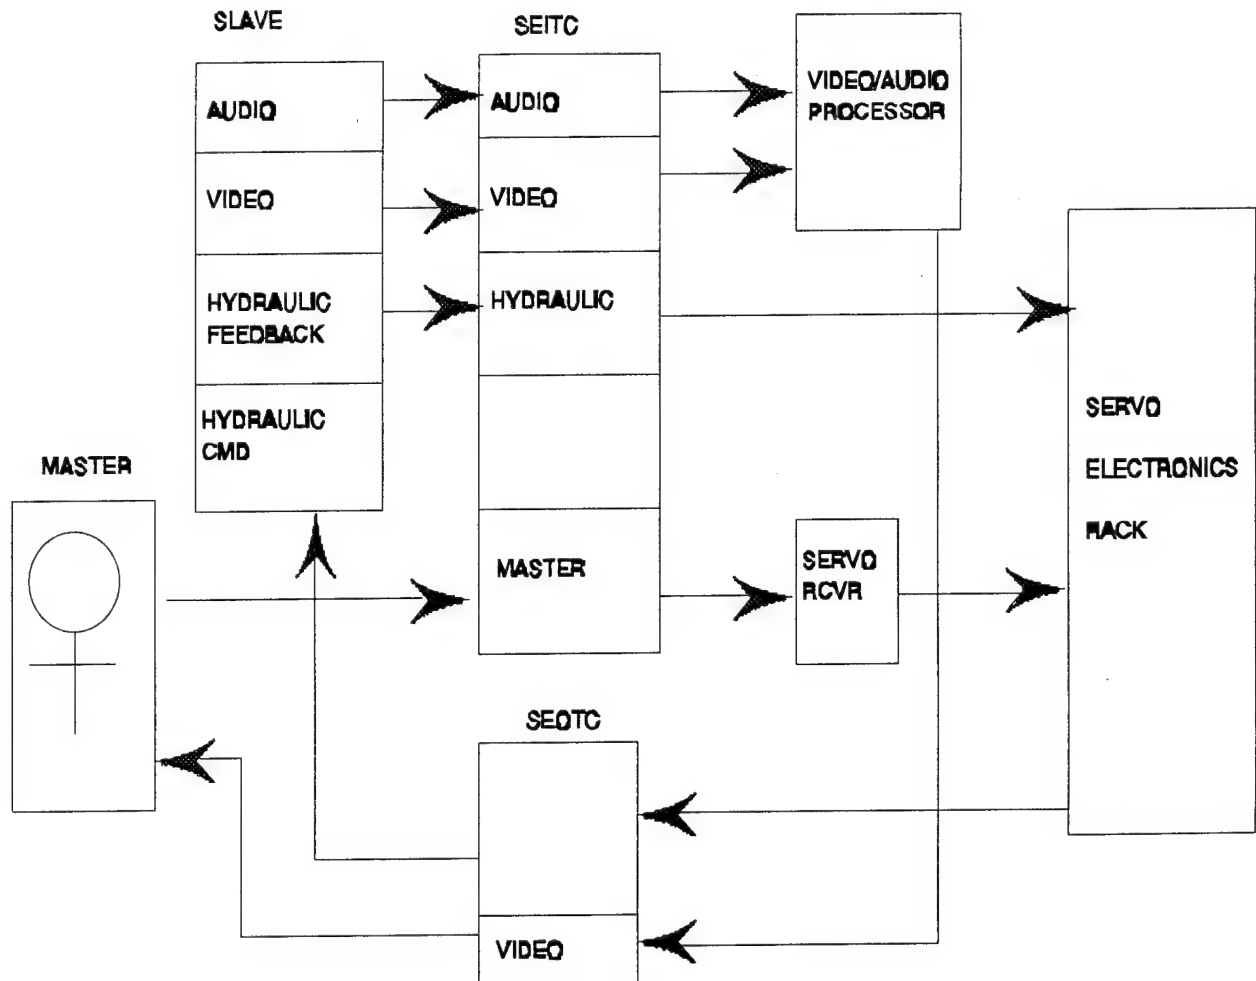 SLAVE
SEITC
AUDIO
VIDEO
HYDRAULIC
FEEDBACK
HYDRAULIC
CMD
AUDIO
VIDEO
HYDRAULIC
MASTER
VIDEO/AUDIO
PROCESSOR
SERVO
ELECTRONICS
RACK
MASTER
SERVO
RCVR
SEOTC
VIDEO